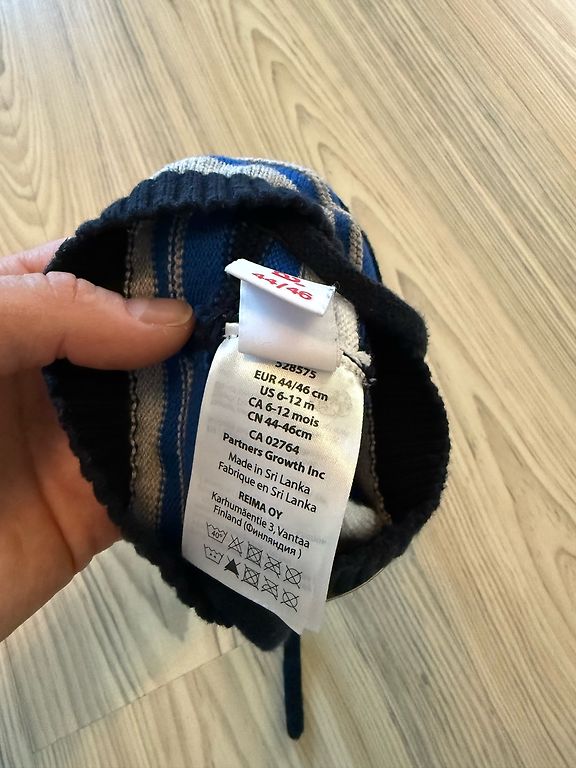 44/46
528575
EUR 44/46 cm
US 6-12 m
CA 6-12 mois
CN 44-46cm
CA 02764
Partners Growth Inc
Made in Sri Lanka
Fabrique en Sri Lanka
REIMA OY
Karhumäentie 3, Vantaa
Finland (Финляндия)
40°